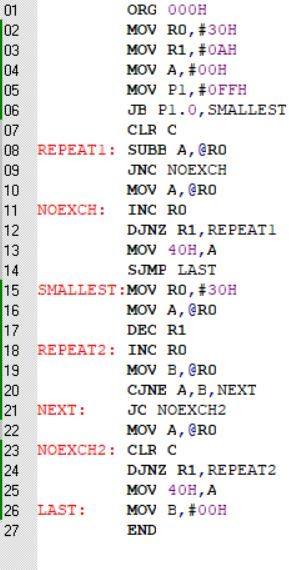 01 ORG 000H
02 MOV R0,#30H
03 MOV R1,#0AH
04 MOV A,#00H
05 MOV P1,#0FFH
06 JB P1.0,SMALLEST
07 CLR C
08 REPEAT1: SUBB A,@R0
09 JNC NOEXCH
10 MOV A,@R0
11 NOEXCH: INC R0
12 DJNZ R1,REPEAT1
13 MOV 40H,A
14 SJMP LAST
15 SMALLEST:MOV R0,#30H
16 MOV A,@R0
17 DEC R1
18 REPEAT2: INC R0
19 MOV B,@R0
20 CJNE A,B,NEXT
21 NEXT: JC NOEXCH2
22 MOV A,@R0
23 NOEXCH2: CLR C
24 DJNZ R1,REPEAT2
25 MOV 40H,A
26 LAST: MOV B,#00H
27 END